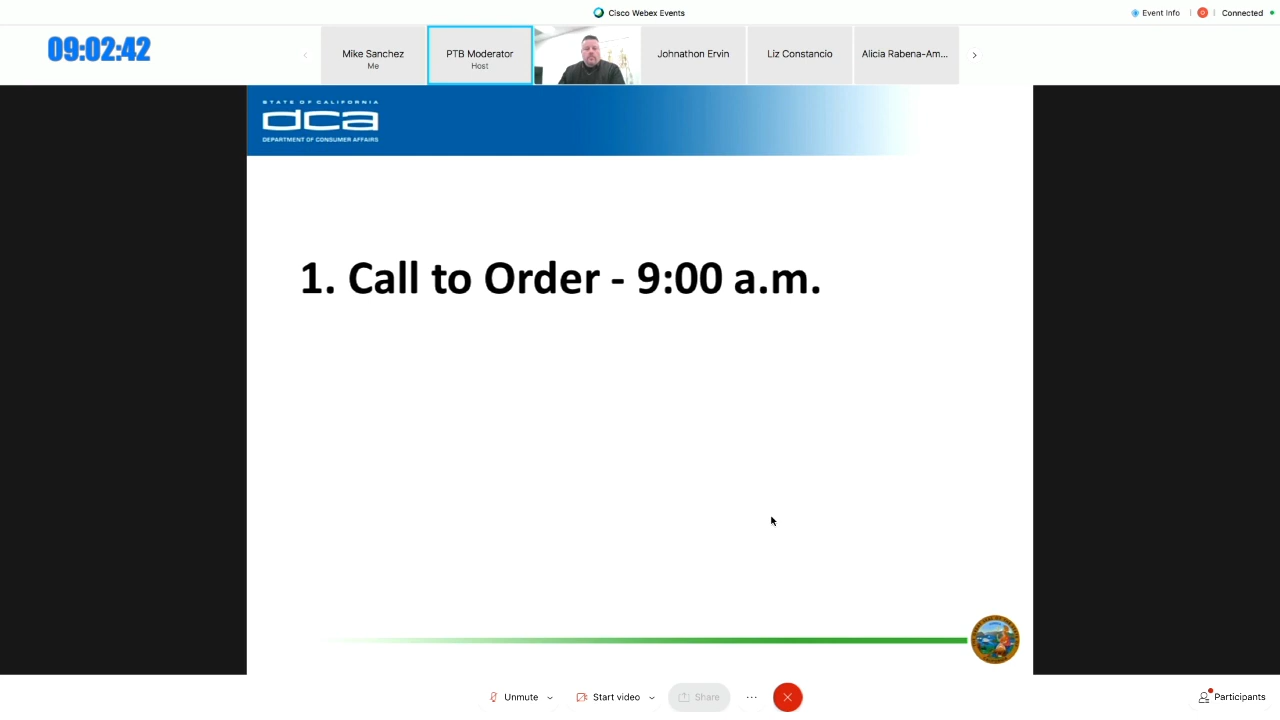 Cisco Webex Events
Event Info
Connected
09:02:42
Mike Sanchez
Me
PTB Moderator
Host
Johnathon Ervin
Liz Constancio
Alicia Rabena-Am...
STATE OF CALIFORNIA
dca
DEPARTMENT OF CONSUMER AFFAIRS
1. Call to Order - 9:00 a.m.
Unmute
Start video
Share
Participants